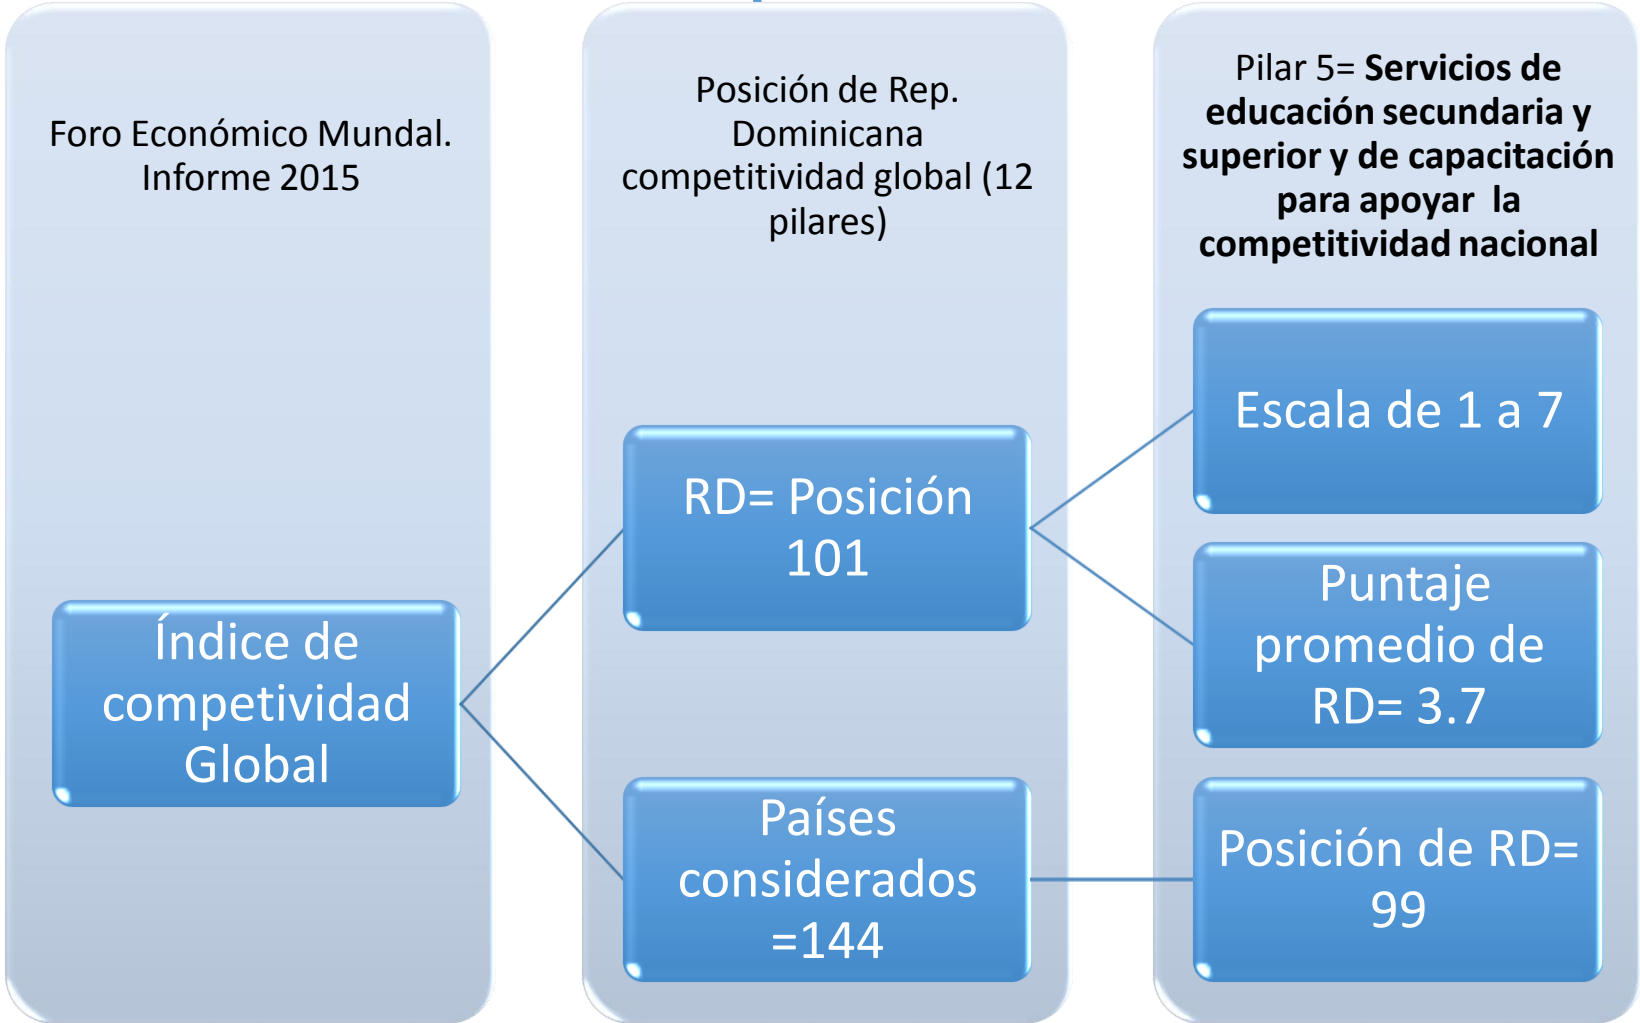 Foro Económico Mundal.
Informe 2015
Índice de
competividad
Global
Posición de Rep.
Dominicana
competitividad global (12
pilares)
RD= Posición
101
Países
considerados
=144
Pilar 5= Servicios de
educación secundaria y
superior y de capacitación
para apoyar la
competitividad nacional
Escala de 1 a 7
Puntaje
promedio de
RD= 3.7
Posición de RD=
99